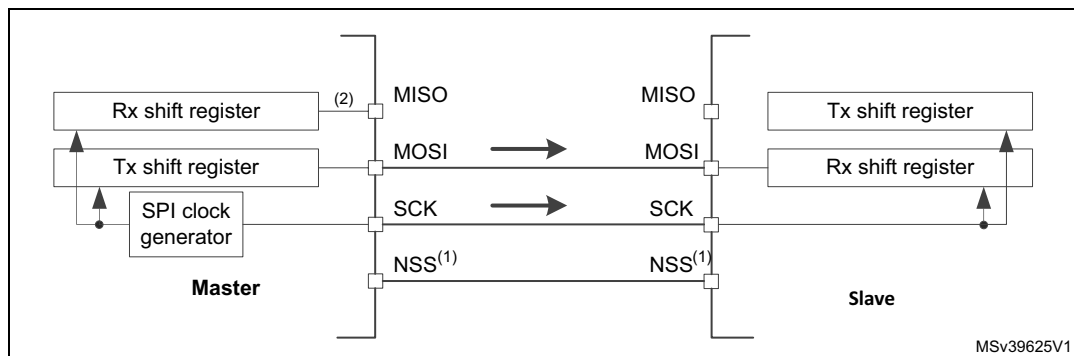 MISO
MISO
Rx shift register
(2)
Tx shift register
MOSI
MOSI
Tx shift register
Rx shift register
SCK
SCK
SPI clock
generator
NSS(1)
NSS(1)
Master
Slave
MSv39625V1